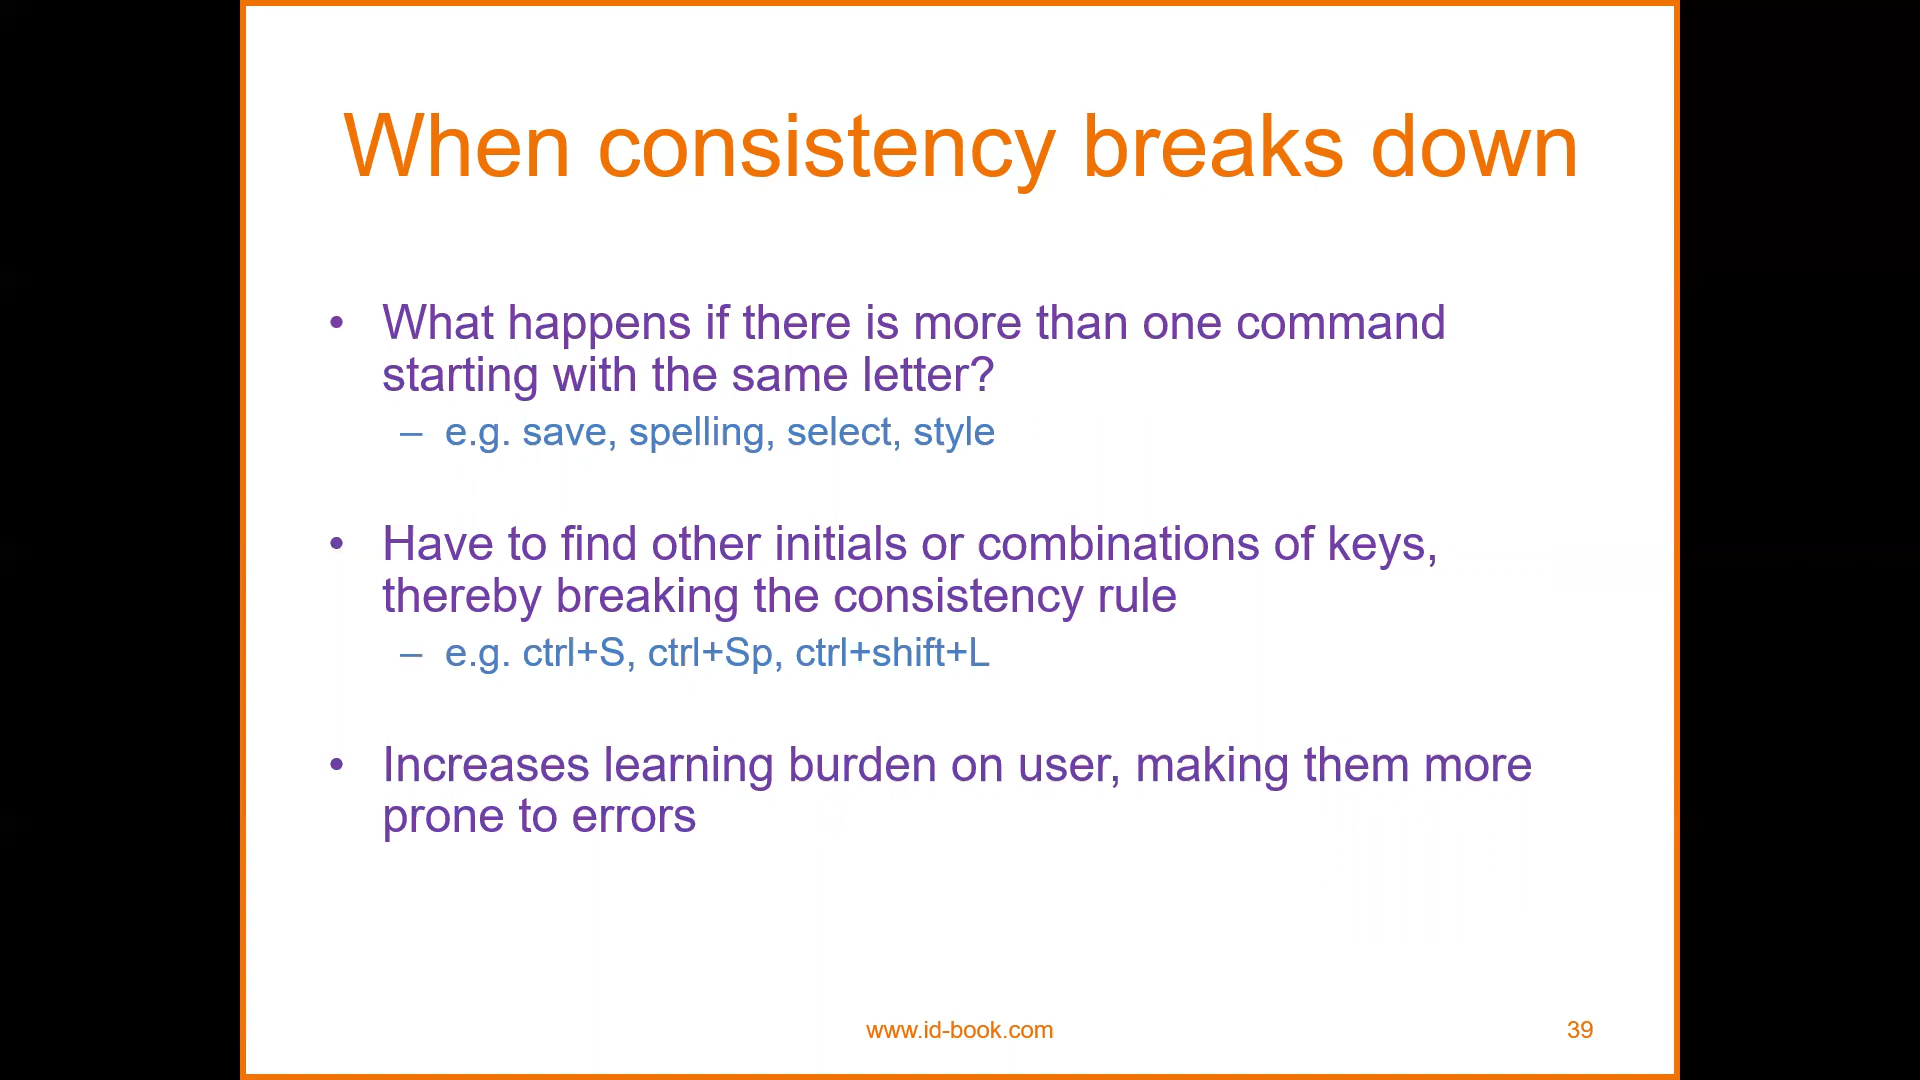 When consistency breaks down
• What happens if there is more than one command
starting with the same letter?
– e.g. save, spelling, select, style
• Have to find other initials or combinations of keys,
thereby breaking the consistency rule
– e.g. ctrl+S, ctrl+Sp, ctrl+shift+L
• Increases learning burden on user, making them more
prone to errors
www.id-book.com
39